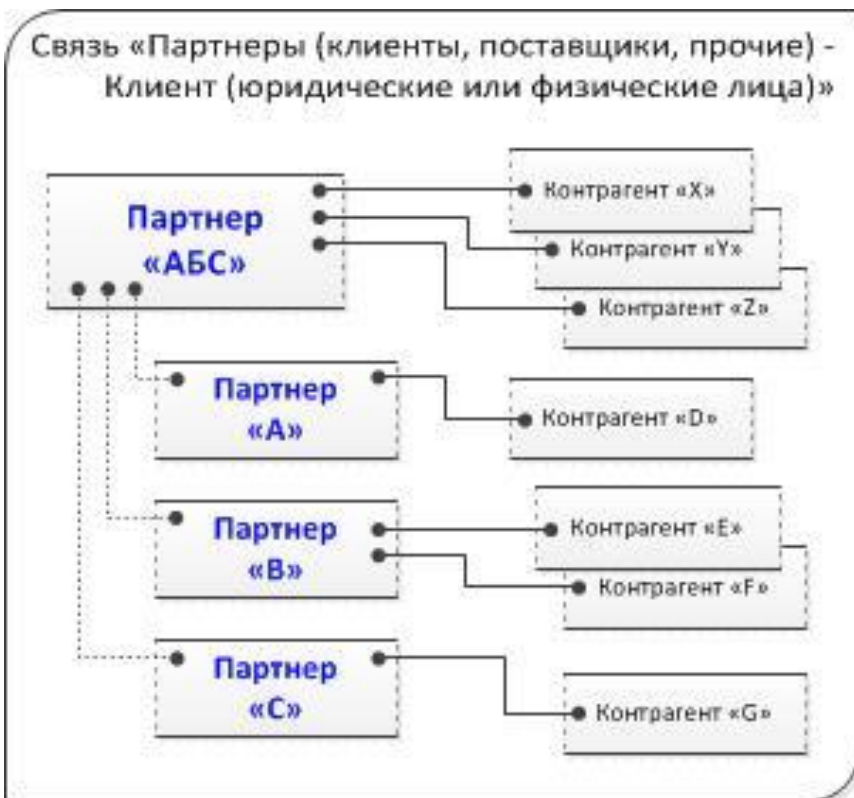 Связь «Партнеры (клиенты, поставщики, прочие) -
Клиент (юридические или физические лица)»
Партнер
«АБС»
Контрагент «X»
Контрагент «Y»
Контрагент «Z»
Партнер
«А»
Контрагент «D»
Партнер
«В»
Контрагент «E»
Контрагент «F»
Партнер
«С»
Контрагент «G»